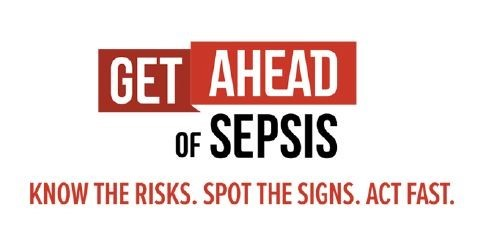 GET AHEAD
OF SEPSIS
KNOW THE RISKS. SPOT THE SIGNS. ACT FAST.